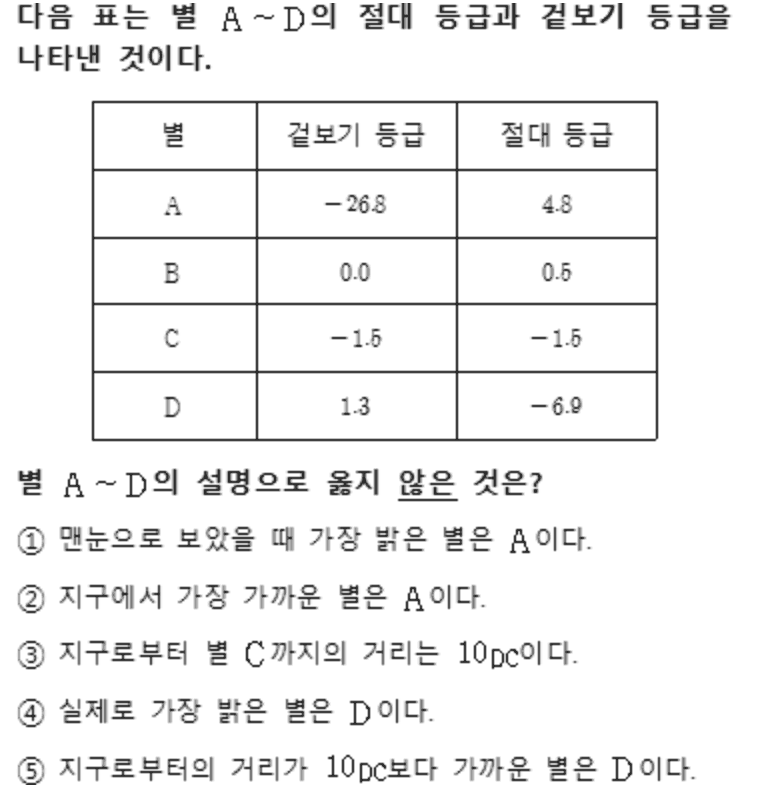 다음 표는 별 A ~ D의 절대 등급과 겉보기 등급을
나타낸 것이다.
별 겉보기 등급 절대 등급
A －26.8 4.8
B 0.0 0.5
C －1.5 －1.5
D 1.3 －6.9
별 A ~ D의 설명으로 옳지 않은 것은?
① 맨눈으로 보았을 때 가장 밝은 별은 A이다.
② 지구에서 가장 가까운 별은 A이다.
③ 지구로부터 별 C까지의 거리는 10pc이다.
④ 실제로 가장 밝은 별은 D이다.
⑤ 지구로부터의 거리가 10pc보다 가까운 별은 D이다.